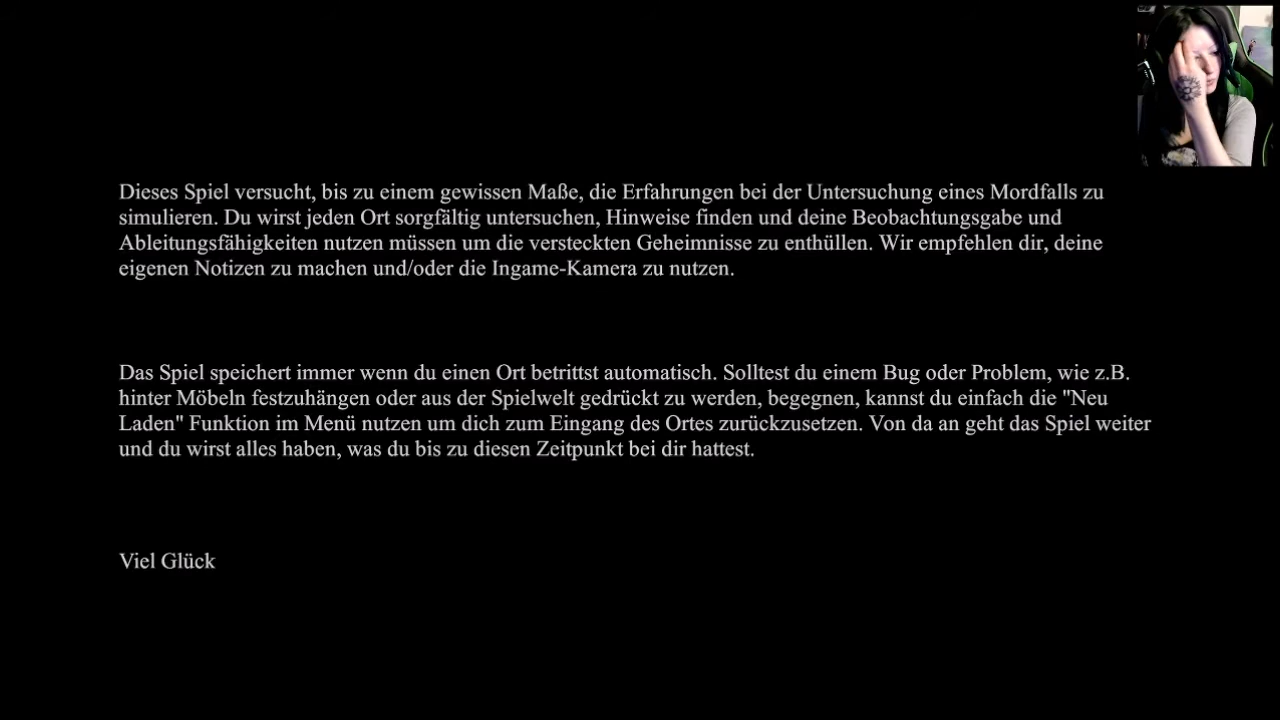 Dieses Spiel versucht, bis zu einem gewissen Maße, die Erfahrungen bei der Untersuchung eines Mordfalls zu
simulieren. Du wirst jeden Ort sorgfältig untersuchen, Hinweise finden und deine Beobachtungsgabe und
Ableitungsfähigkeiten nutzen müssen um die versteckten Geheimnisse zu enthüllen. Wir empfehlen dir, deine
eigenen Notizen zu machen und/oder die Ingame-Kamera zu nutzen.
Das Spiel speichert immer wenn du einen Ort betrittst automatisch. Solltest du einem Bug oder Problem, wie z.B.
hinter Möbeln festzuhängen oder aus der Spielwelt gedrückt zu werden, begegnen, kannst du einfach die "Neu
Laden" Funktion im Menü nutzen um dich zum Eingang des Ortes zurückzusetzen. Von da an geht das Spiel weiter
und du wirst alles haben, was du bis zu diesen Zeitpunkt bei dir hattest.
Viel Glück